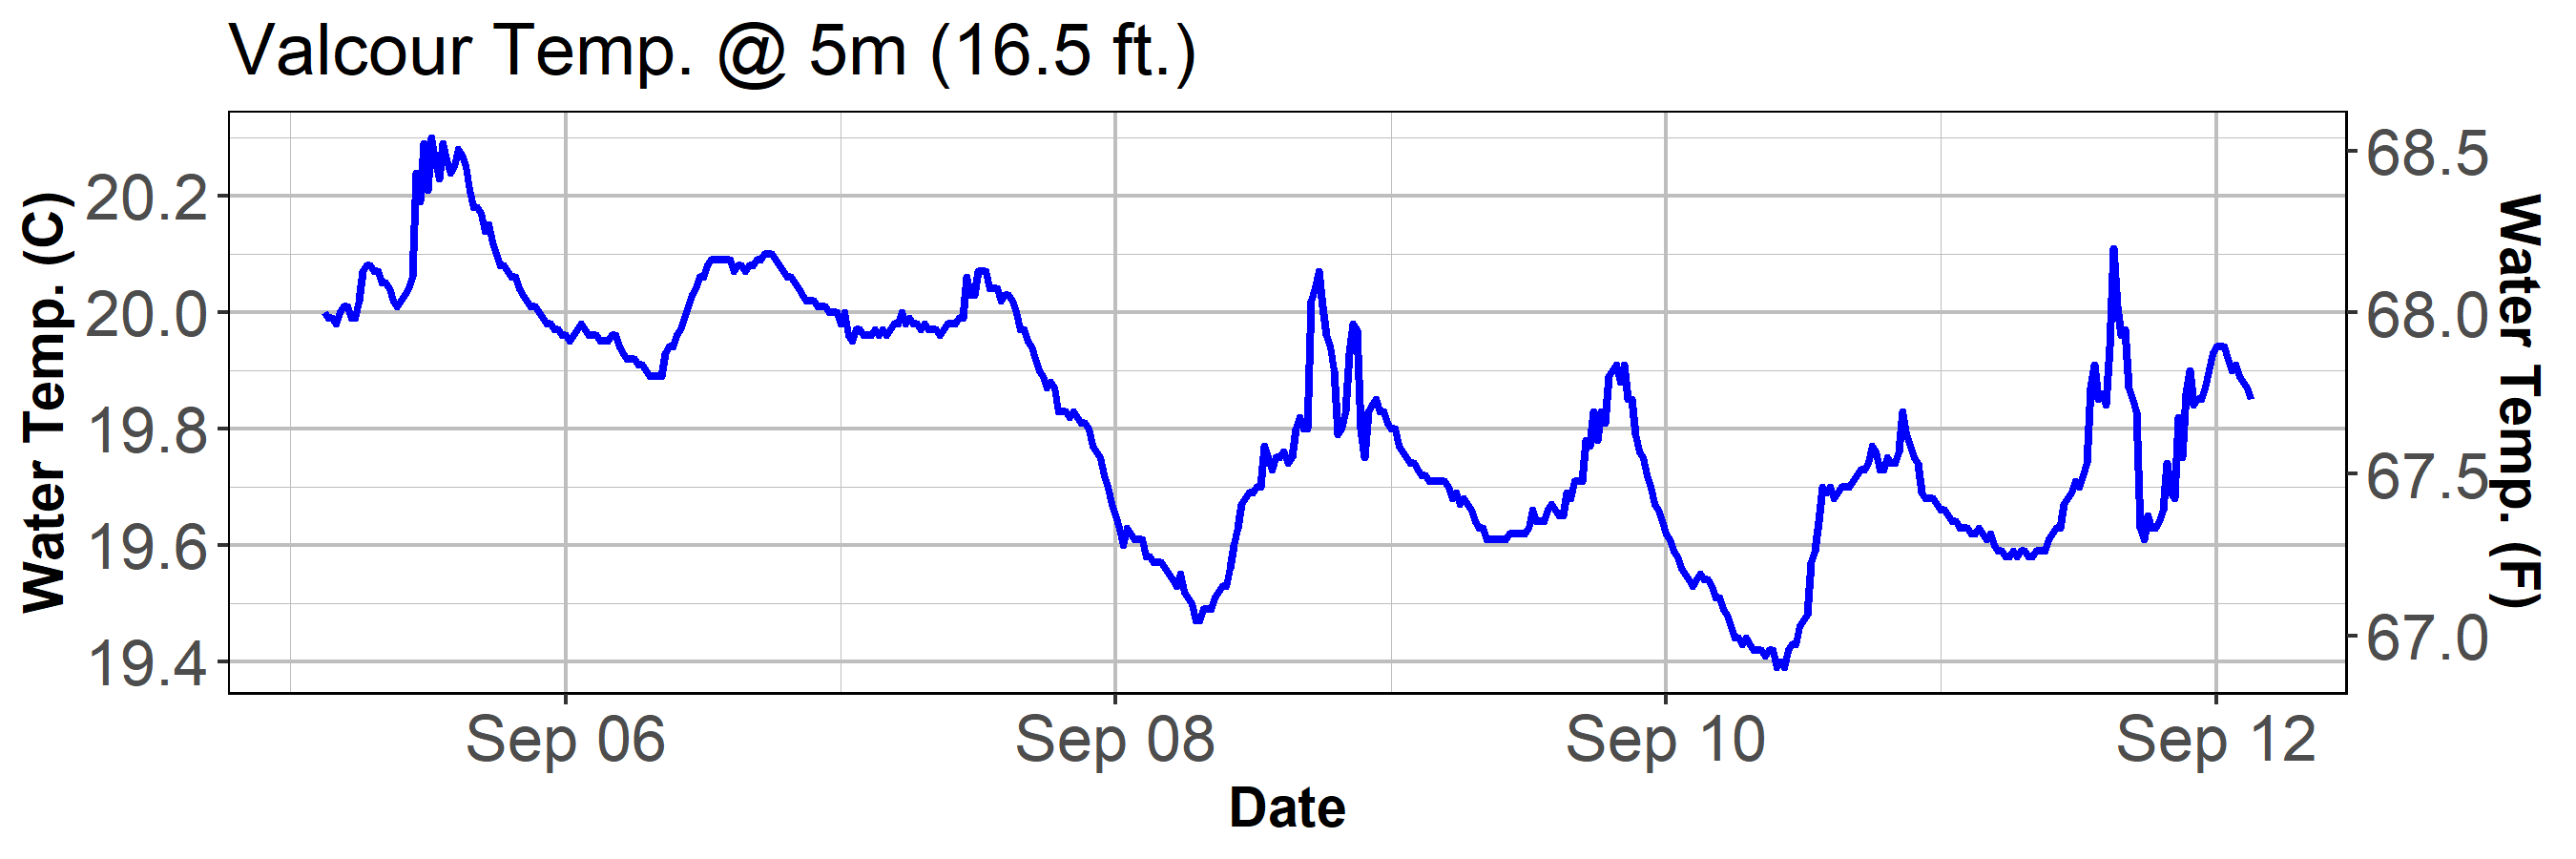 Valcour Temp. @ 5m (16.5 ft.)
Water Temp. (C)
20.2
20.0
19.8
19.6
19.4
68.5
68.0
67.5
67.0
Water Temp. (F)
Sep 06 Sep 08 Sep 10 Sep 12
Date